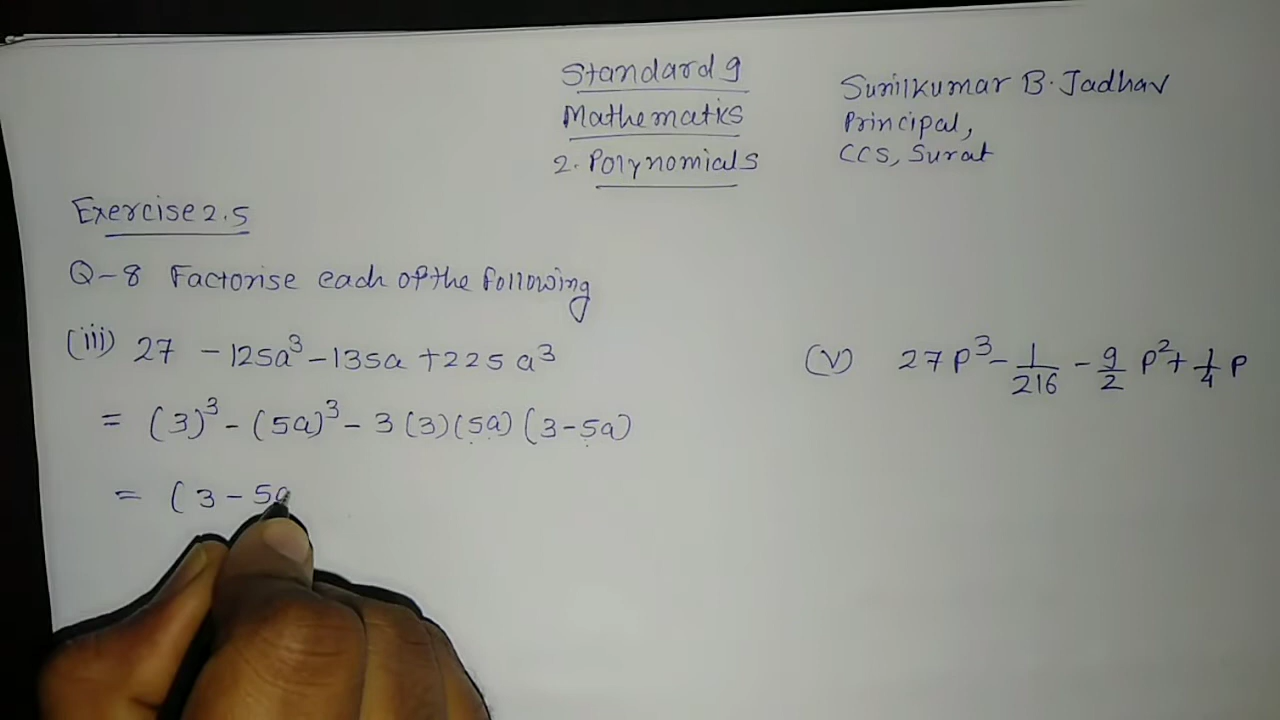 Standard 9
Mathematics
2. Polynomials
Sunilkumar B. Jadhav
Principal,
CCS, Surat
Exercise 2.5
Q-8 Factorise each of the following
(iii) 27 - 125a³ - 135a + 225a³
= (3)³ - (5a)³ - 3(3)(5a)(3-5a)
= (3 - 5a
(V) 27P³ - 1/216 - 9/2 P² + 1/4 P